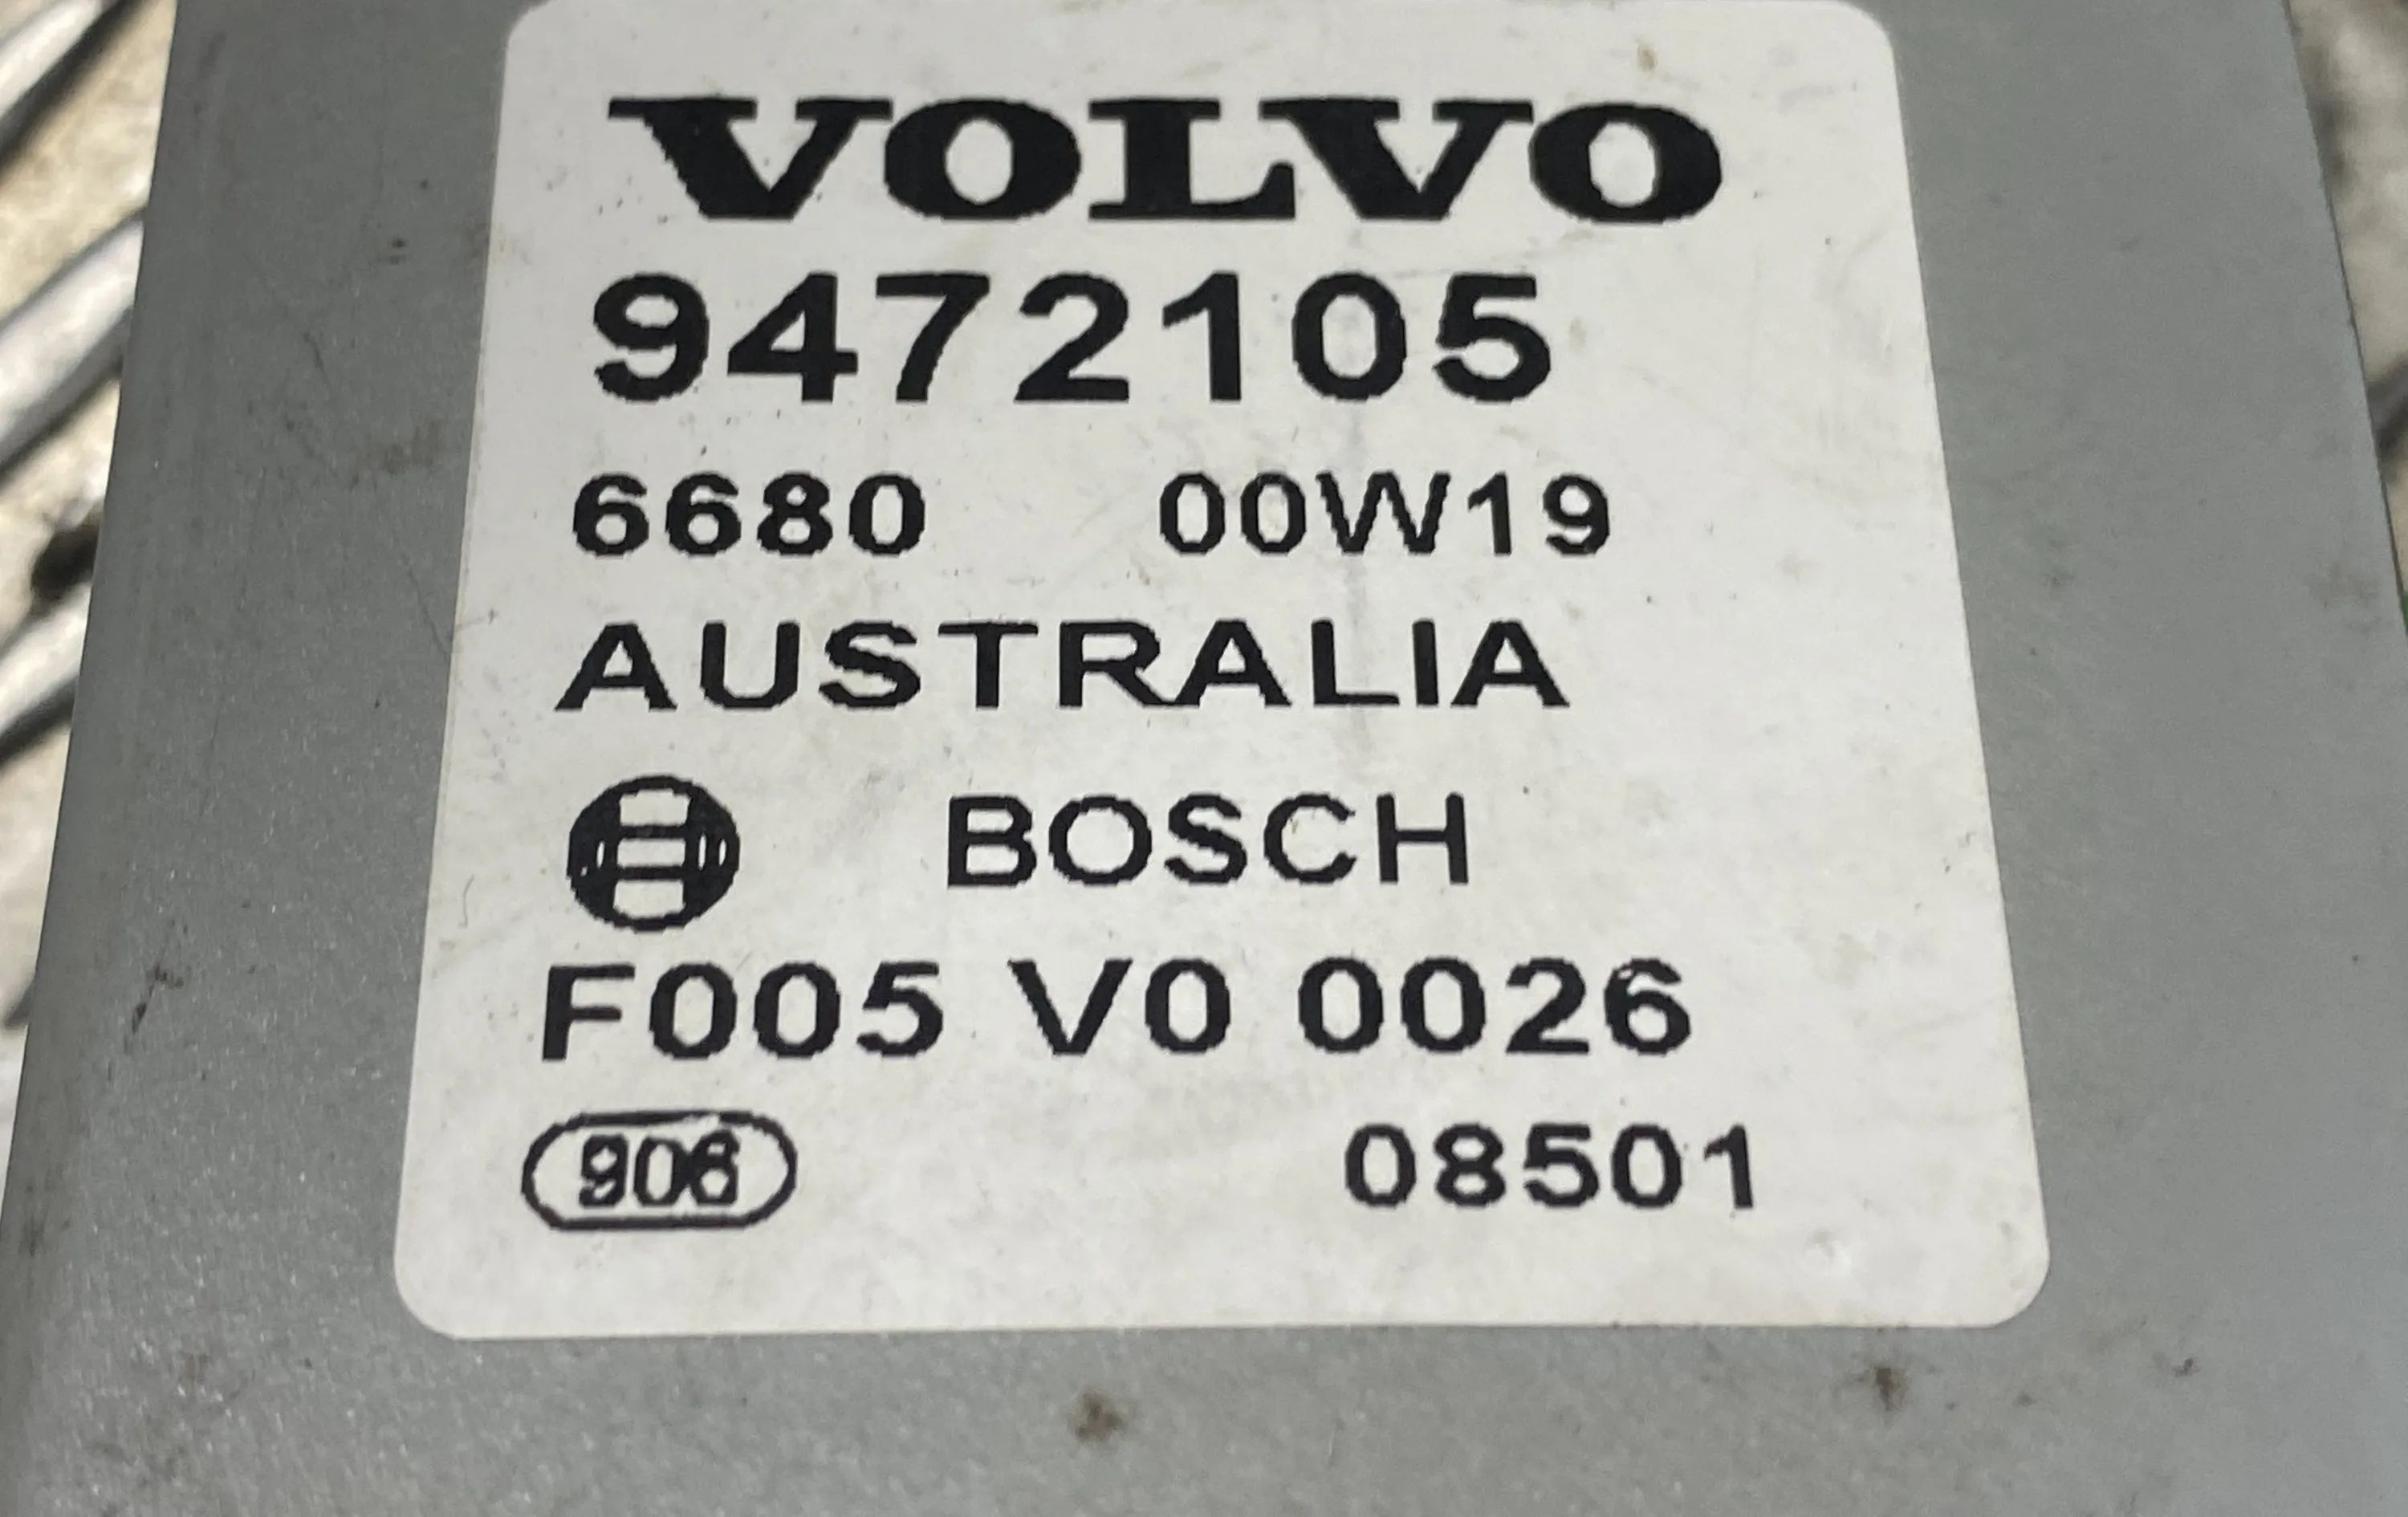 VOLVO
9472105
6680 00W19
AUSTRALIA
BOSCH
F005 V0 0026
906 08501